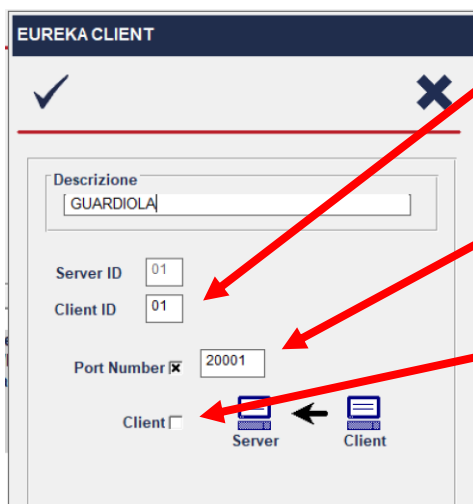 EUREKA CLIENT
Descrizione
GUARDIOLA
Server ID 01
Client ID 01
Port Number 20001
Client
Server Client